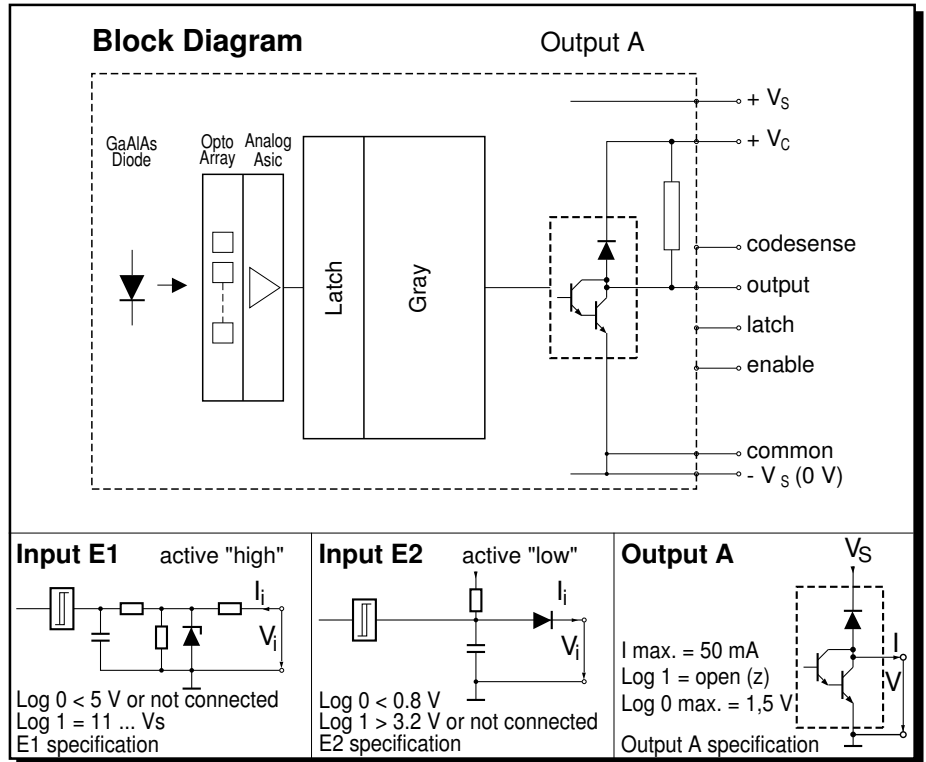 Block Diagram
Output A
+ VS
+ VC
GaAlAs
Diode
Opto
Array
Analog
Asic
Latch
Gray
codesense
output
latch
enable
common
- V S (0 V)
Input E1 active "high"
Ii
Vi
Log 0 < 5 V or not connected
Log 1 = 11 ... Vs
E1 specification
Input E2 active "low"
Ii
Vi
Log 0 < 0.8 V
Log 1 > 3.2 V or not connected
E2 specification
Output A
VS
I max. = 50 mA
Log 1 = open (z)
Log 0 max. = 1,5 V
I
V
Output A specification